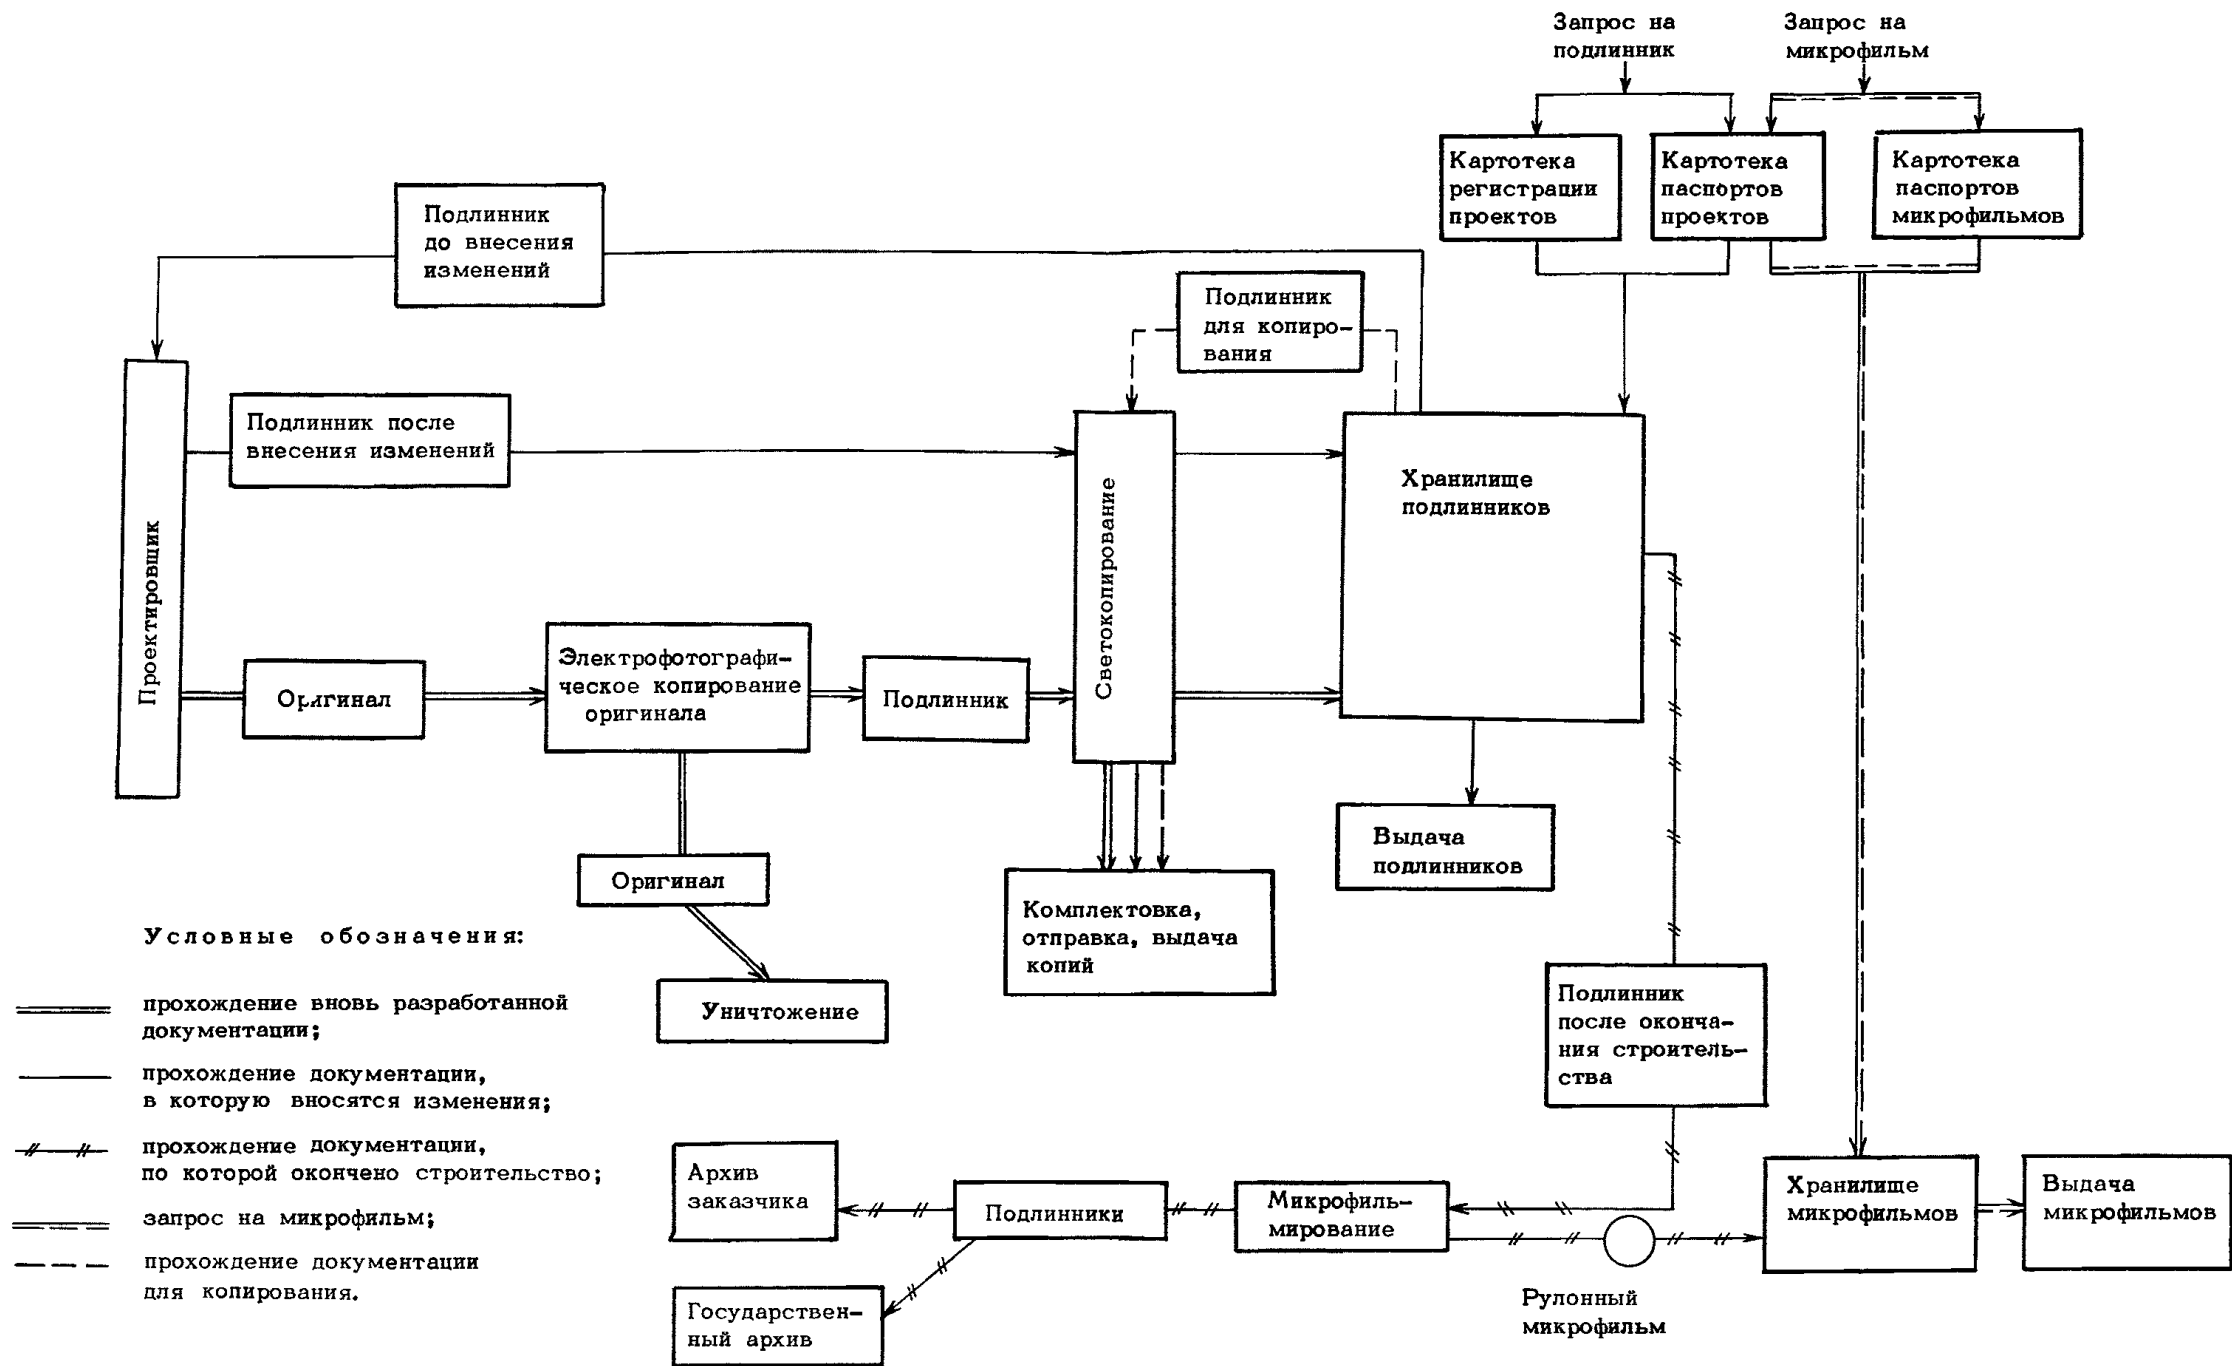 Запрос на
подлинник
Запрос на
микрофильм
Картотека
регистрации
проектов
Картотека
паспортов
проектов
Картотека
паспортов
микрофильмов
Подлинник
до внесения
изменений
Подлинник
для копиро-
вания
Проектировщик
Подлинник после
внесения изменений
Светокопирование
Хранилище
подлинников
Оригинал
Электрофотографи-
ческое копирование
оригинала
Подлинник
Оригинал
Уничтожение
Комплектовка,
отправка, выдача
копий
Выдача
подлинников
Подлинник
после оконча-
ния строитель-
ства
Условные обозначения:
прохождение вновь разработанной
документации;
прохождение документации,
в которую вносятся изменения;
прохождение документации,
по которой окончено строительство;
запрос на микрофильм;
прохождение документации
для копирования.
Архив
заказчика
Подлинники
Микрофиль-
мирование
Хранилище
микрофильмов
Выдача
микрофильмов
Государствен-
ный архив
Рулонный
микрофильм